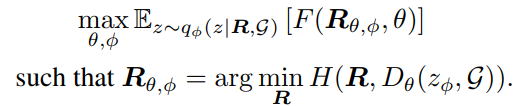 max_{θ,ϕ} 𝔼_{z∼q_ϕ(z|R,𝒢)} [F(R_{θ,ϕ}, θ)]
such that R_{θ,ϕ} = arg min_R H(R, D_θ(z_ϕ, 𝒢)).